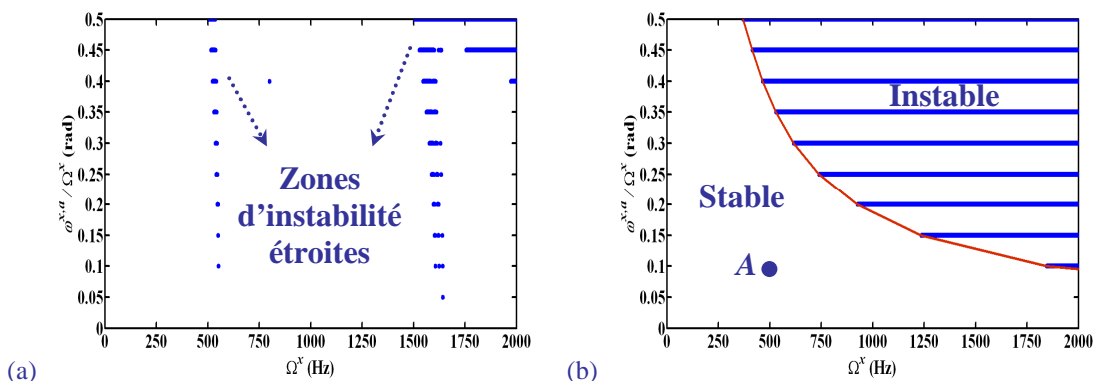 0.5
0.45
0.4
0.35
0.3
0.25
0.2
0.15
0.1
0.05
0
ω^{x,a} / Ω^x (rad)
Zones
d'instabilité
étroites
0 250 500 750 1000 1250 1500 1750 2000
Ω^x (Hz)
(a)
0.5
0.45
0.4
0.35
0.3
0.25
0.2
0.15
0.1
0.05
0
ω^{x,a} / Ω^x (rad)
Instable
Stable
A
0 250 500 750 1000 1250 1500 1750 2000
Ω^x (Hz)
(b)